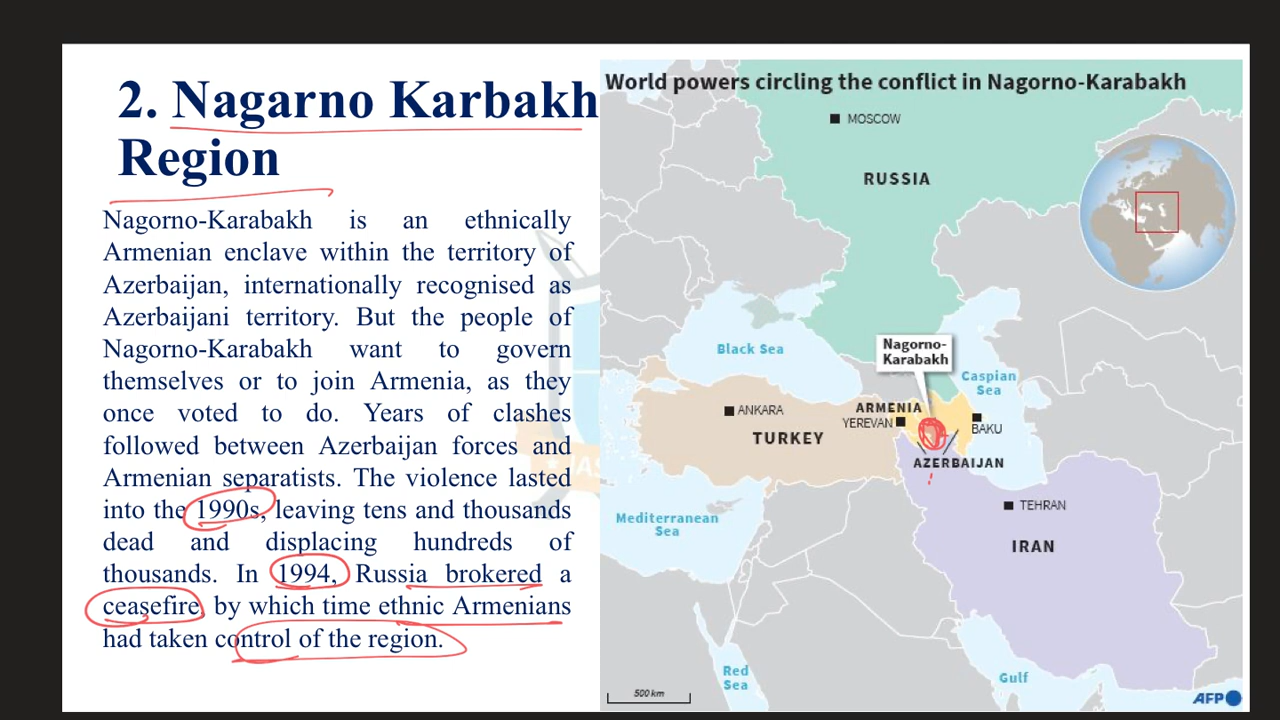 2. Nagarno Karbakh
Region
Nagorno-Karabakh is an ethnically
Armenian enclave within the territory of
Azerbaijan, internationally recognised as
Azerbaijani territory. But the people of
Nagorno-Karabakh want to govern
themselves or to join Armenia, as they
once voted to do. Years of clashes
followed between Azerbaijan forces and
Armenian separatists. The violence lasted
into the 1990s, leaving tens and thousands
dead and displacing hundreds of
thousands. In 1994, Russia brokered a
ceasefire, by which time ethnic Armenians
had taken control of the region.
World powers circling the conflict in Nagorno-Karabakh
MOSCOW
RUSSIA
Black Sea
Nagorno-
Karabakh
Caspian
Sea
ANKARA
TURKEY
ARMENIA
YEREVAN
BAKU
AZERBAIJAN
TEHRAN
IRAN
Mediterranean
Sea
Red
Sea
Gulf
500 km
AFP